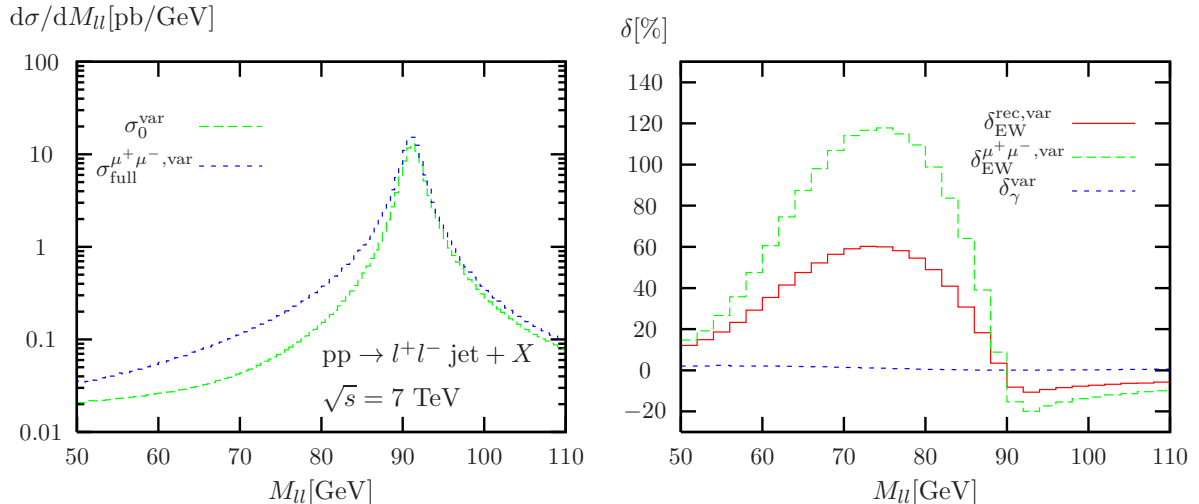 dσ/dM_ll[pb/GeV]
100
10
1
0.1
0.01
σ_0^var
σ_full^{μ⁺μ⁻,var}
pp → l⁺l⁻ jet + X
√s = 7 TeV
50 60 70 80 90 100 110
M_ll[GeV]
δ[%]
140
120
100
80
60
40
20
0
−20
δ_EW^{rec,var}
δ_EW^{μ⁺μ⁻,var}
δ_γ^var
50 60 70 80 90 100 110
M_ll[GeV]